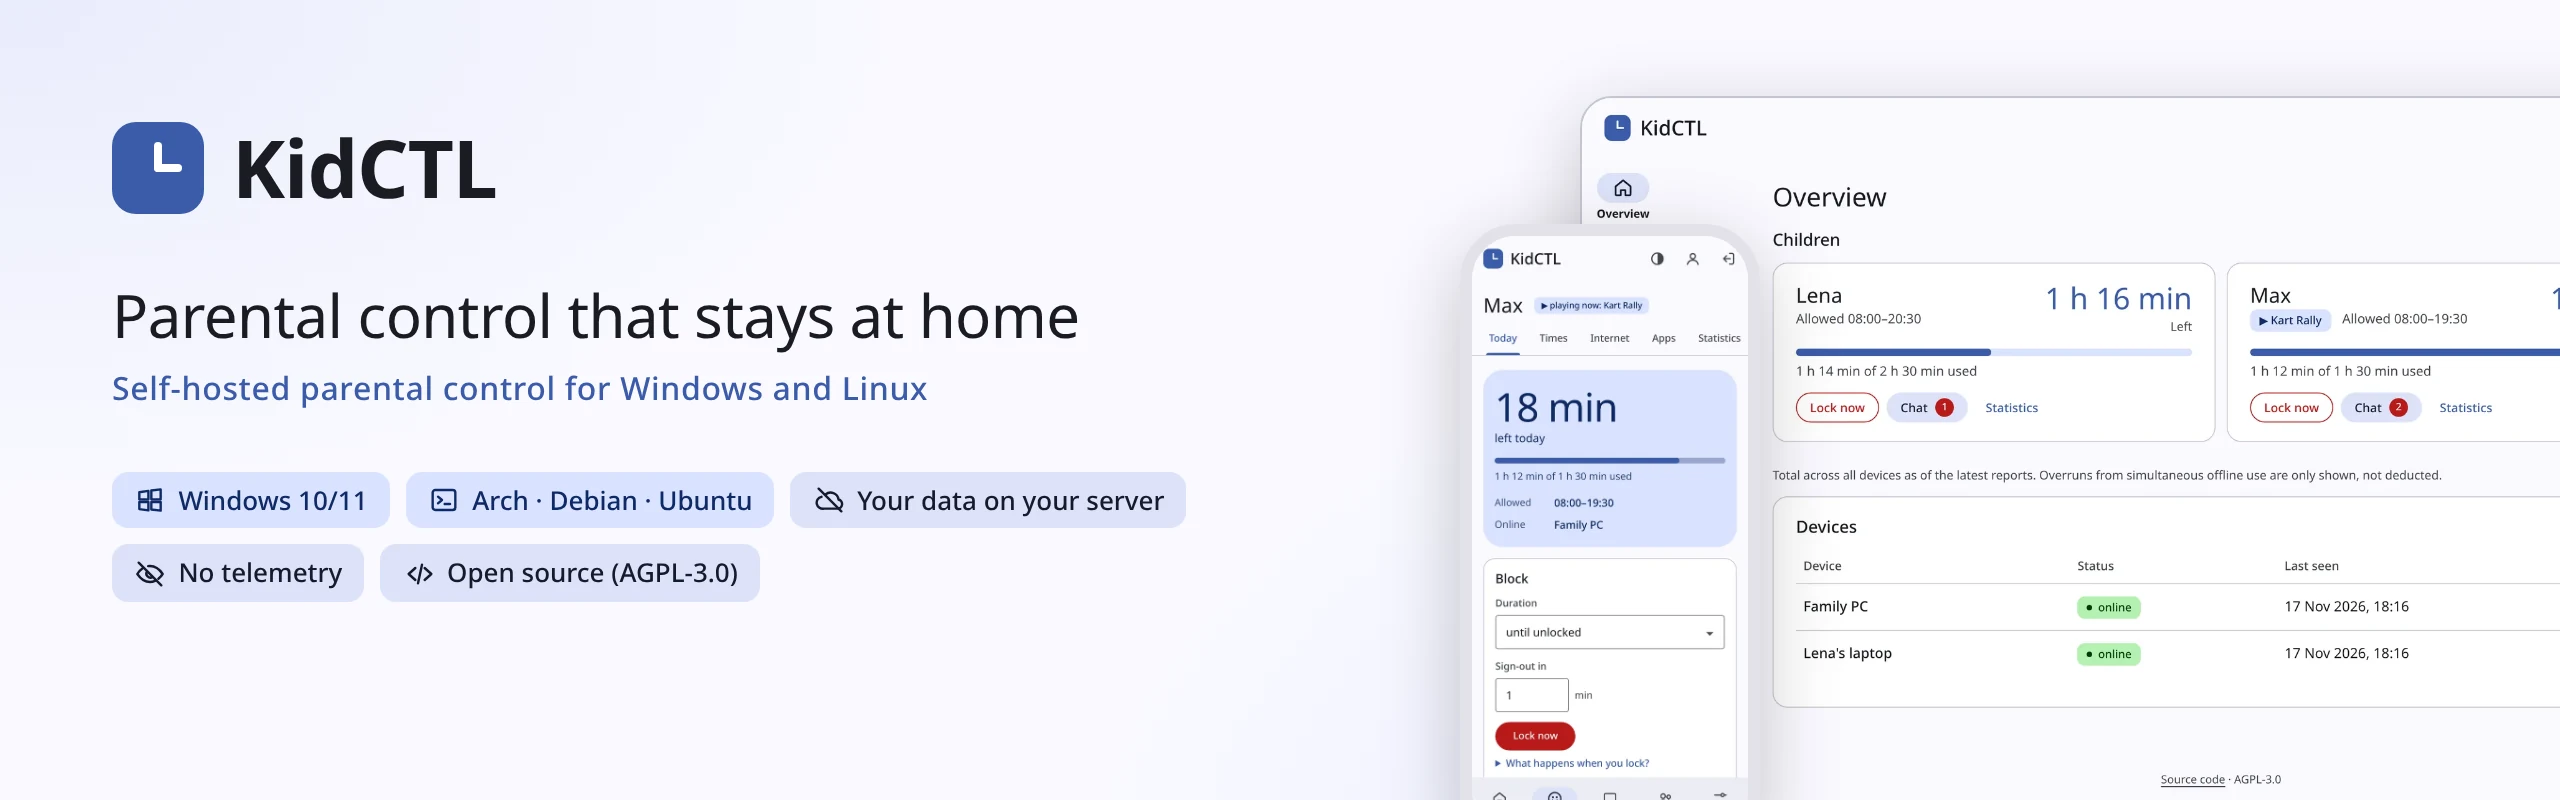 KidCTL
Parental control that stays at home
Self-hosted parental control for Windows and Linux
Windows 10/11
Arch · Debian · Ubuntu
Your data on your server
No telemetry
Open source (AGPL-3.0)
KidCTL
Max
▶ playing now: Kart Rally
Today Times Internet Apps Statistics
18 min
left today
1 h 12 min of 1 h 30 min used
Allowed 08:00–19:30
Online Family PC
Block
Duration
until unlocked
Sign-out in
1 min
Lock now
▶ What happens when you lock?
KidCTL
Overview
Overview
Children
Lena
1 h 16 min
Allowed 08:00–20:30
Left
1 h 14 min of 2 h 30 min used
Lock now Chat 1 Statistics
Max
1
▶ Kart Rally Allowed 08:00–19:30
1 h 12 min of 1 h 30 min used
Lock now Chat 2 Statistics
Total across all devices as of the latest reports. Overruns from simultaneous offline use are only shown, not deducted.
Devices
Device Status Last seen
Family PC online 17 Nov 2026, 18:16
Lena's laptop online 17 Nov 2026, 18:16
Source code · AGPL-3.0